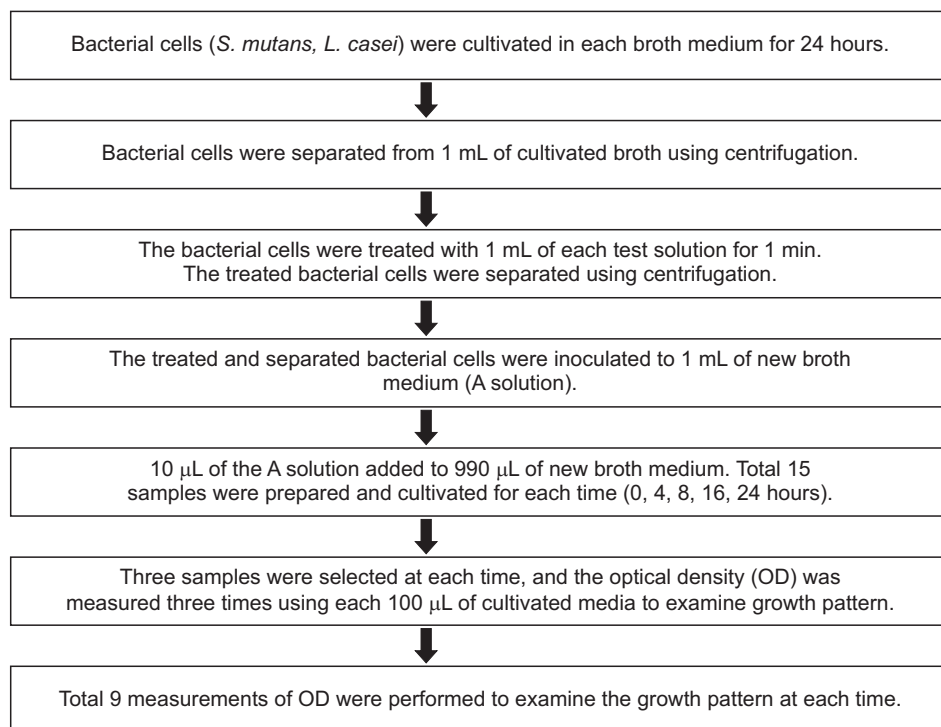 Bacterial cells (S. mutans, L. casei) were cultivated in each broth medium for 24 hours.
Bacterial cells were separated from 1 mL of cultivated broth using centrifugation.
The bacterial cells were treated with 1 mL of each test solution for 1 min.
The treated bacterial cells were separated using centrifugation.
The treated and separated bacterial cells were inoculated to 1 mL of new broth
medium (A solution).
10 μL of the A solution added to 990 μL of new broth medium. Total 15
samples were prepared and cultivated for each time (0, 4, 8, 16, 24 hours).
Three samples were selected at each time, and the optical density (OD) was
measured three times using each 100 μL of cultivated media to examine growth pattern.
Total 9 measurements of OD were performed to examine the growth pattern at each time.